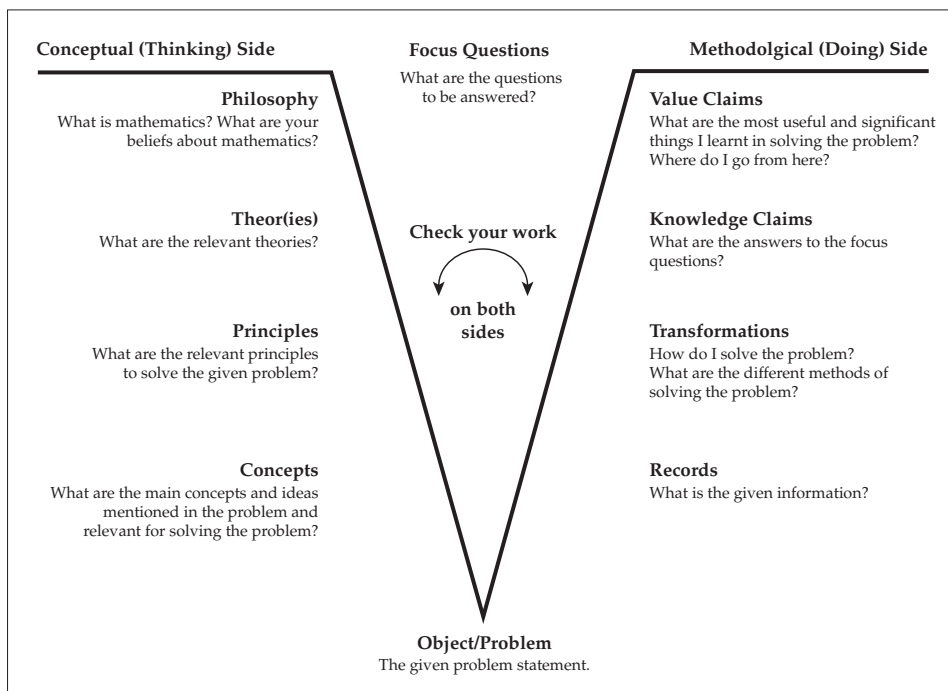 Conceptual (Thinking) Side
Focus Questions
Methodolgical (Doing) Side
What are the questions
to be answered?
Philosophy
What is mathematics? What are your
beliefs about mathematics?
Value Claims
What are the most useful and significant
things I learnt in solving the problem?
Where do I go from here?
Theor(ies)
What are the relevant theories?
Check your work
Knowledge Claims
What are the answers to the focus
questions?
on both
sides
Principles
What are the relevant principles
to solve the given problem?
Transformations
How do I solve the problem?
What are the different methods of
solving the problem?
Concepts
What are the main concepts and ideas
mentioned in the problem and
relevant for solving the problem?
Records
What is the given information?
Object/Problem
The given problem statement.